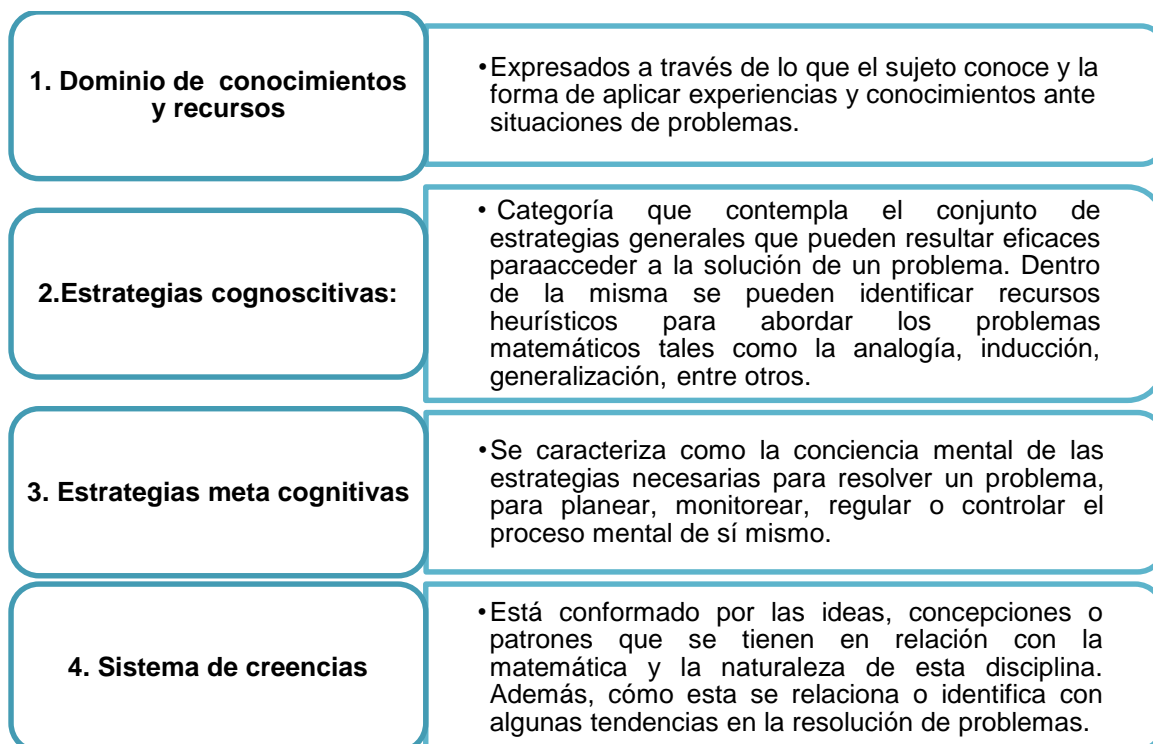 1. Dominio de conocimientos
y recursos
•Expresados a través de lo que el sujeto conoce y la
forma de aplicar experiencias y conocimientos ante
situaciones de problemas.
2.Estrategias cognoscitivas:
• Categoría que contempla el conjunto de
estrategias generales que pueden resultar eficaces
paraacceder a la solución de un problema. Dentro
de la misma se pueden identificar recursos
heurísticos para abordar los problemas
matemáticos tales como la analogía, inducción,
generalización, entre otros.
3. Estrategias meta cognitivas
•Se caracteriza como la conciencia mental de las
estrategias necesarias para resolver un problema,
para planear, monitorear, regular o controlar el
proceso mental de sí mismo.
4. Sistema de creencias
•Está conformado por las ideas, concepciones o
patrones que se tienen en relación con la
matemática y la naturaleza de esta disciplina.
Además, cómo esta se relaciona o identifica con
algunas tendencias en la resolución de problemas.